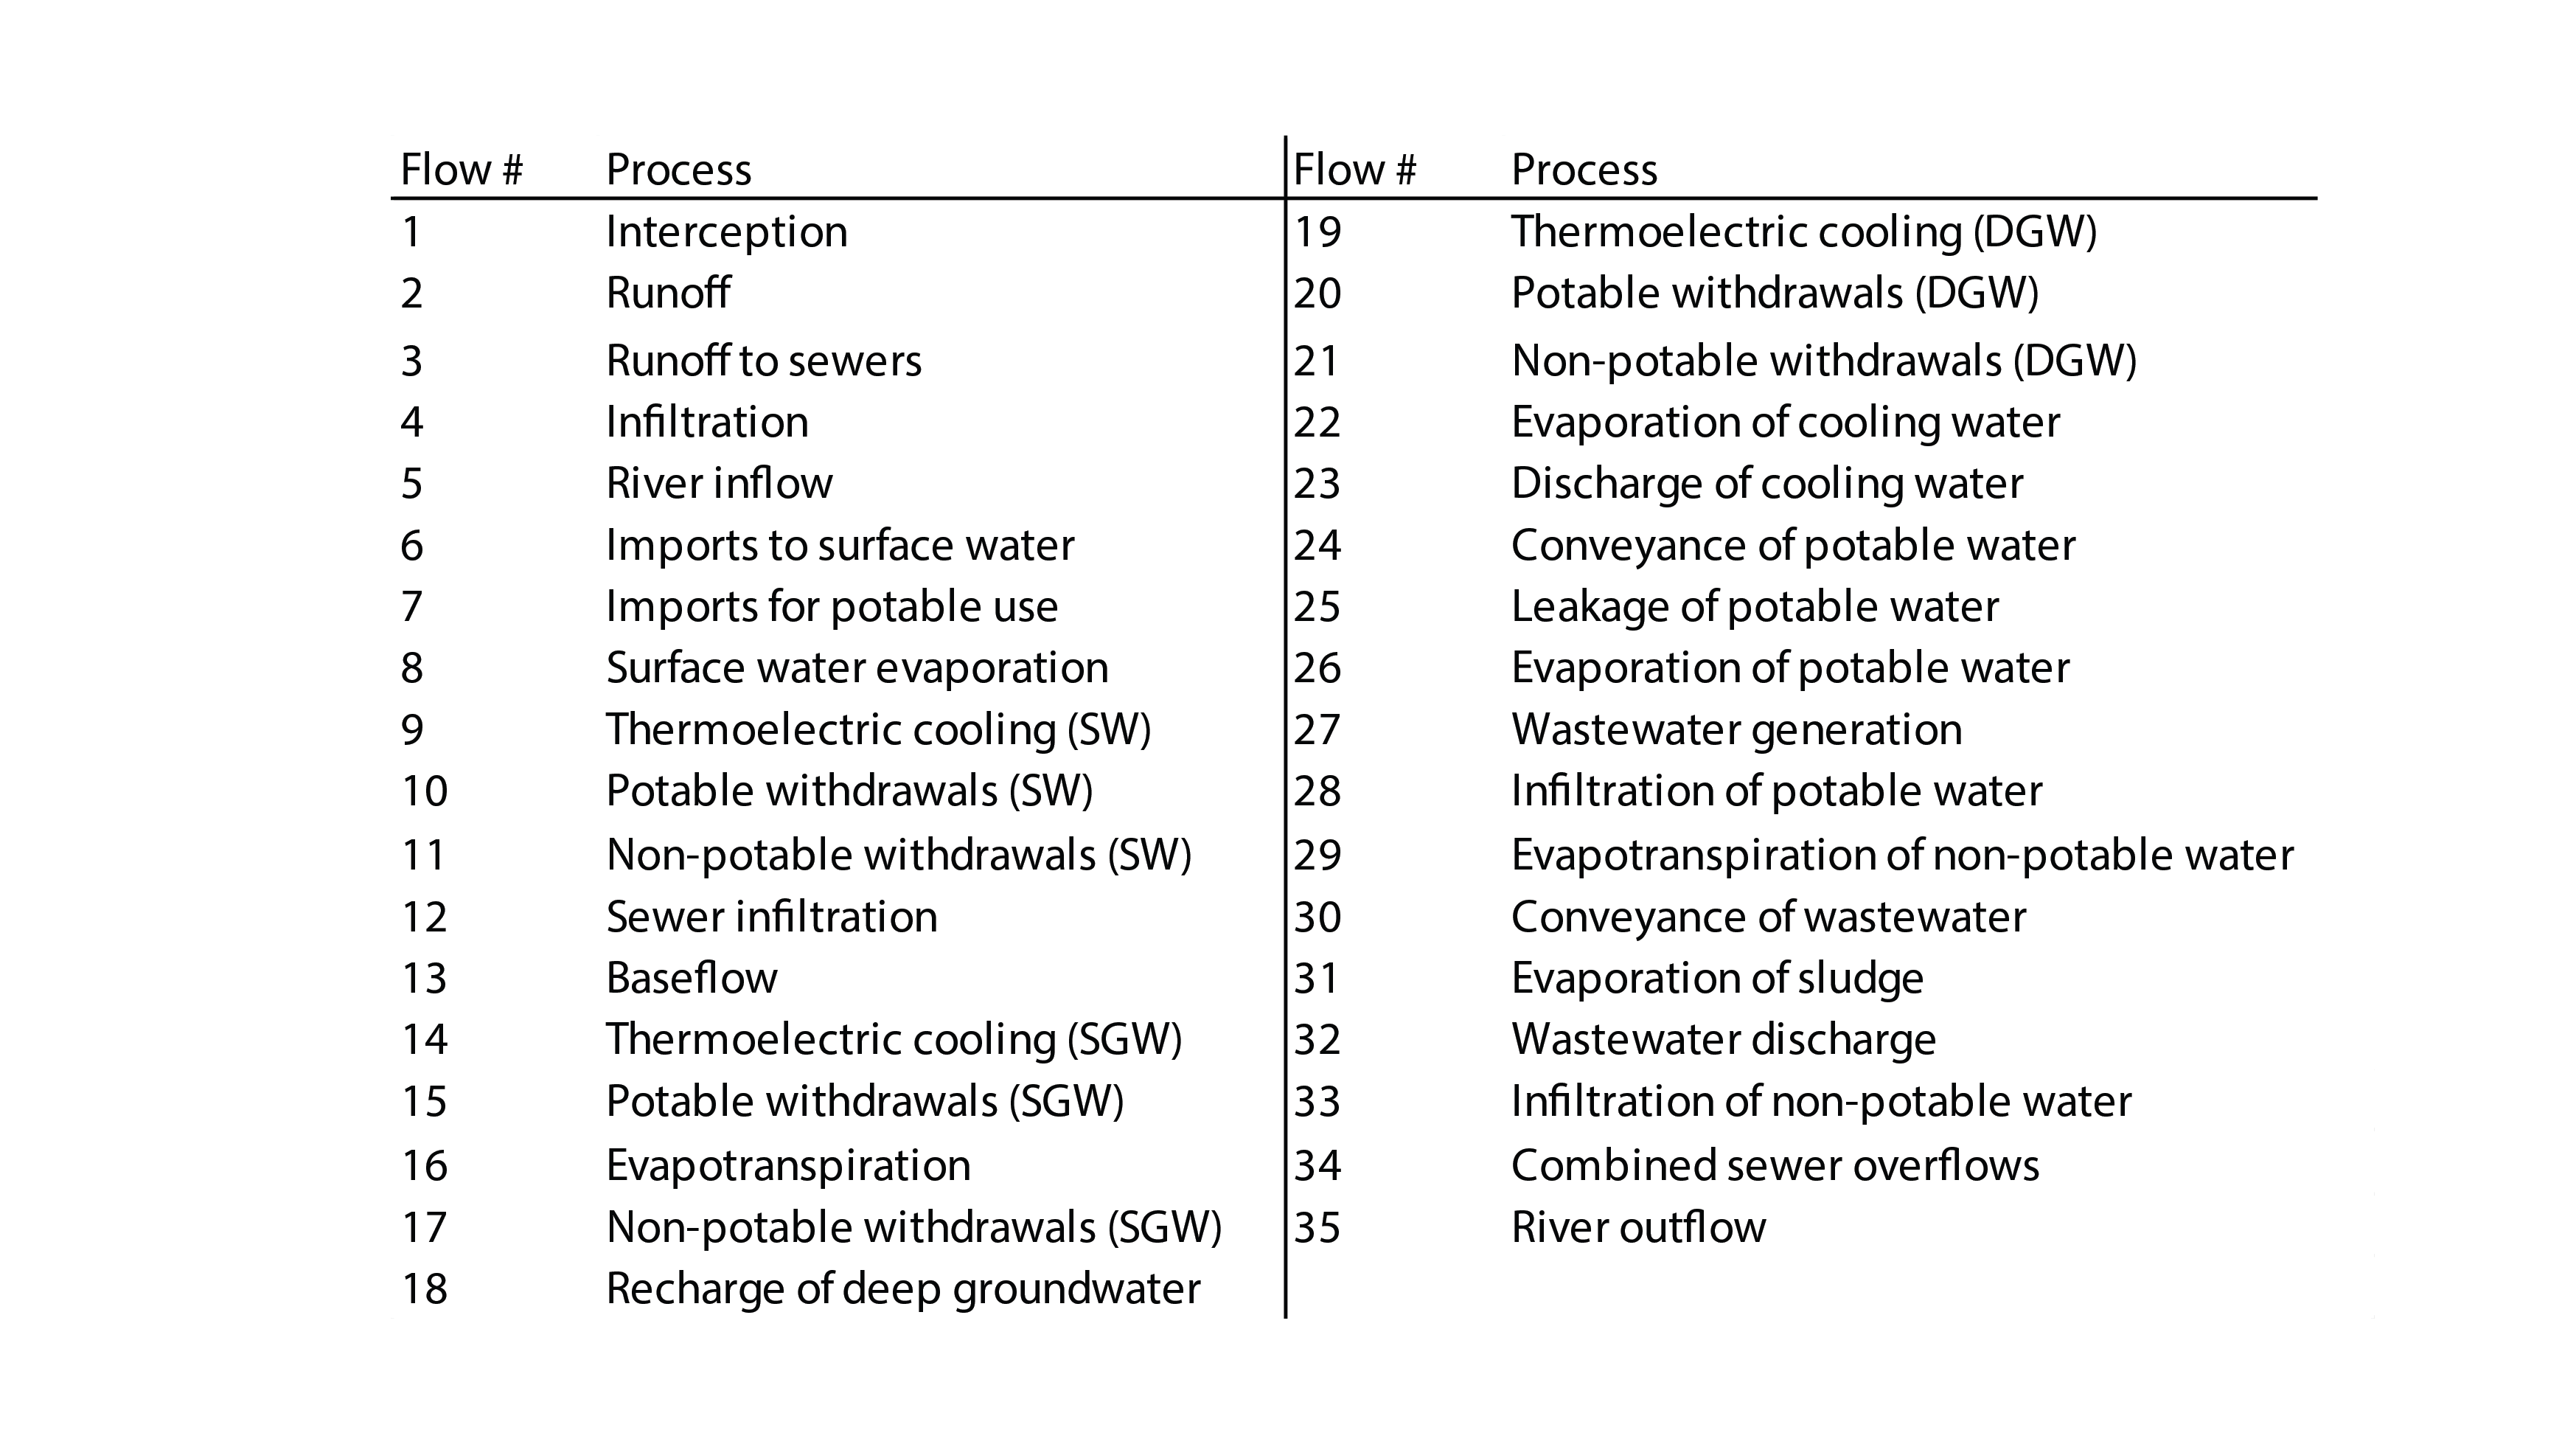 Flow # Process Flow # Process
1 Interception 19 Thermoelectric cooling (DGW)
2 Runoff 20 Potable withdrawals (DGW)
3 Runoff to sewers 21 Non-potable withdrawals (DGW)
4 Infiltration 22 Evaporation of cooling water
5 River inflow 23 Discharge of cooling water
6 Imports to surface water 24 Conveyance of potable water
7 Imports for potable use 25 Leakage of potable water
8 Surface water evaporation 26 Evaporation of potable water
9 Thermoelectric cooling (SW) 27 Wastewater generation
10 Potable withdrawals (SW) 28 Infiltration of potable water
11 Non-potable withdrawals (SW) 29 Evapotranspiration of non-potable water
12 Sewer infiltration 30 Conveyance of wastewater
13 Baseflow 31 Evaporation of sludge
14 Thermoelectric cooling (SGW) 32 Wastewater discharge
15 Potable withdrawals (SGW) 33 Infiltration of non-potable water
16 Evapotranspiration 34 Combined sewer overflows
17 Non-potable withdrawals (SGW) 35 River outflow
18 Recharge of deep groundwater